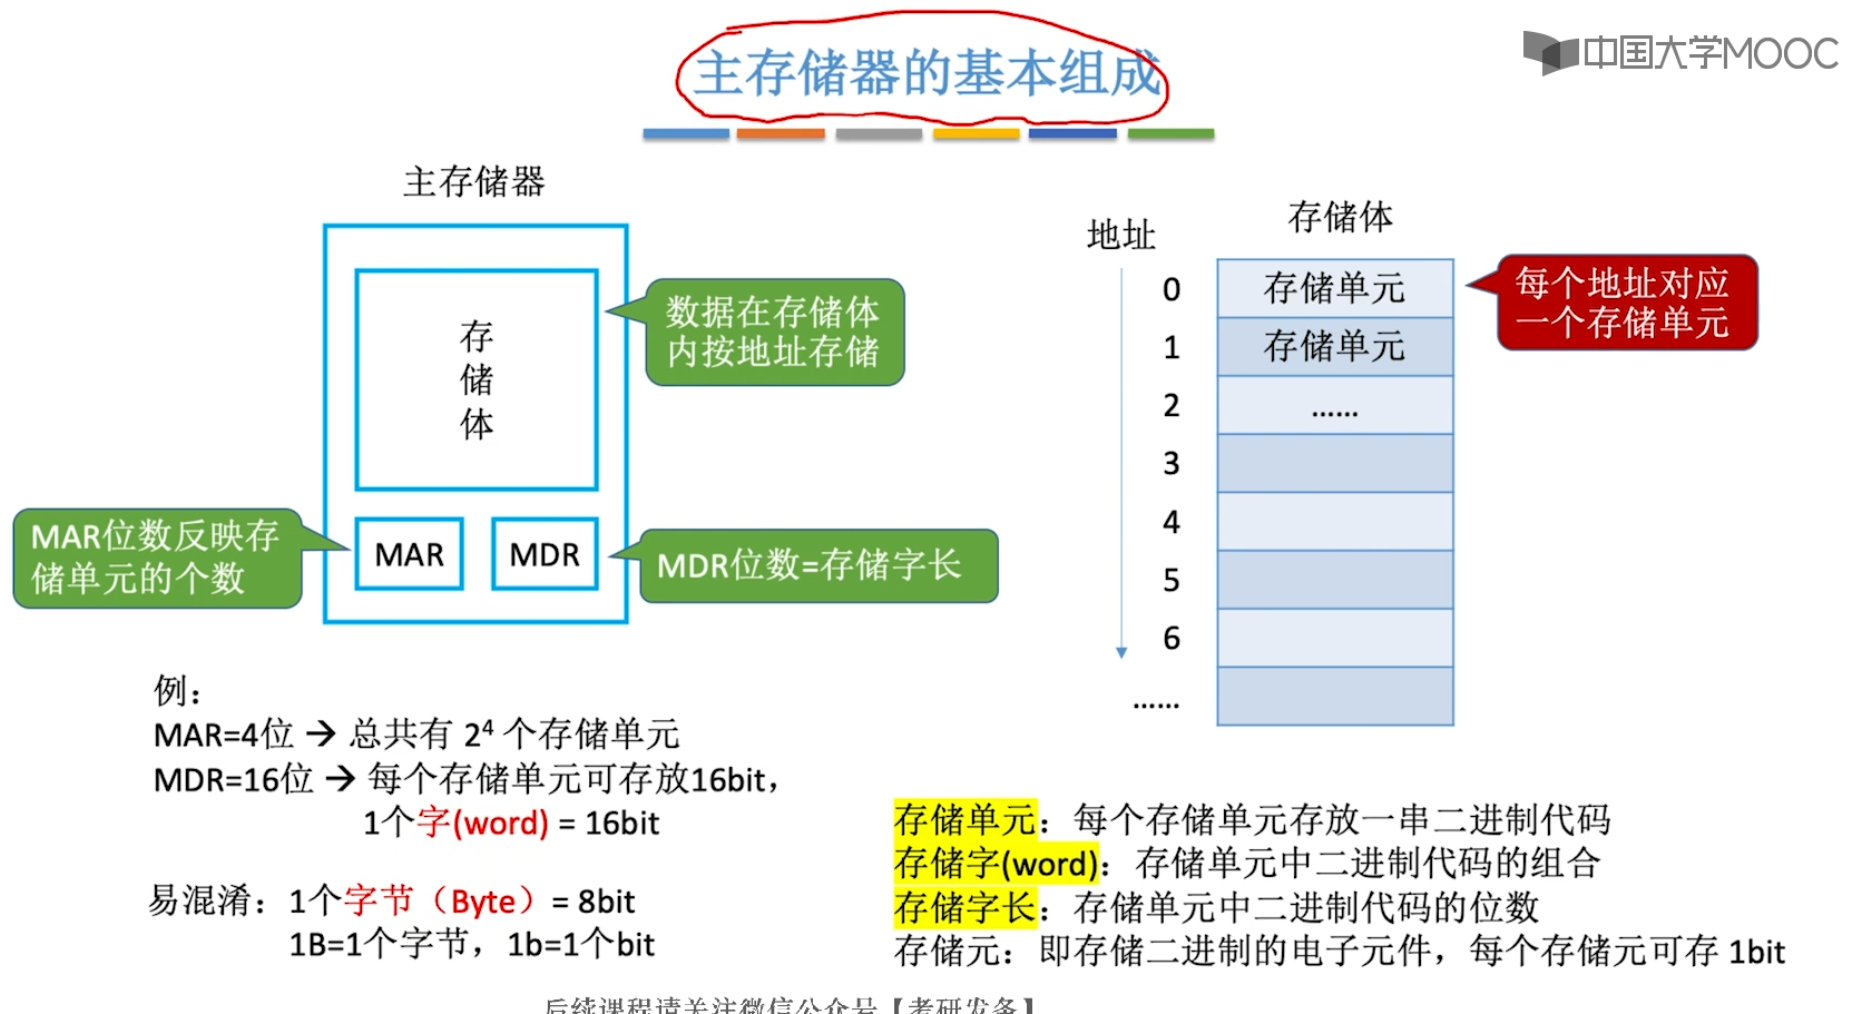 主存储器的基本组成
中国大学MOOC
主存储器
存
储
体
MAR
MDR
数据在存储体
内按地址存储
MAR位数反映存
储单元的个数
MDR位数=存储字长
地址
存储体
0
存储单元
1
存储单元
2
......
3
4
5
6
......
每个地址对应
一个存储单元
例：
MAR=4位 → 总共有 2⁴ 个存储单元
MDR=16位 → 每个存储单元可存放16bit，
1个字(word) = 16bit
易混淆：1个字节（Byte）= 8bit
1B=1个字节，1b=1个bit
存储单元：每个存储单元存放一串二进制代码
存储字(word)：存储单元中二进制代码的组合
存储字长：存储单元中二进制代码的位数
存储元：即存储二进制的电子元件，每个存储元可存 1bit
后续课程请关注微信公众号【考研发条】